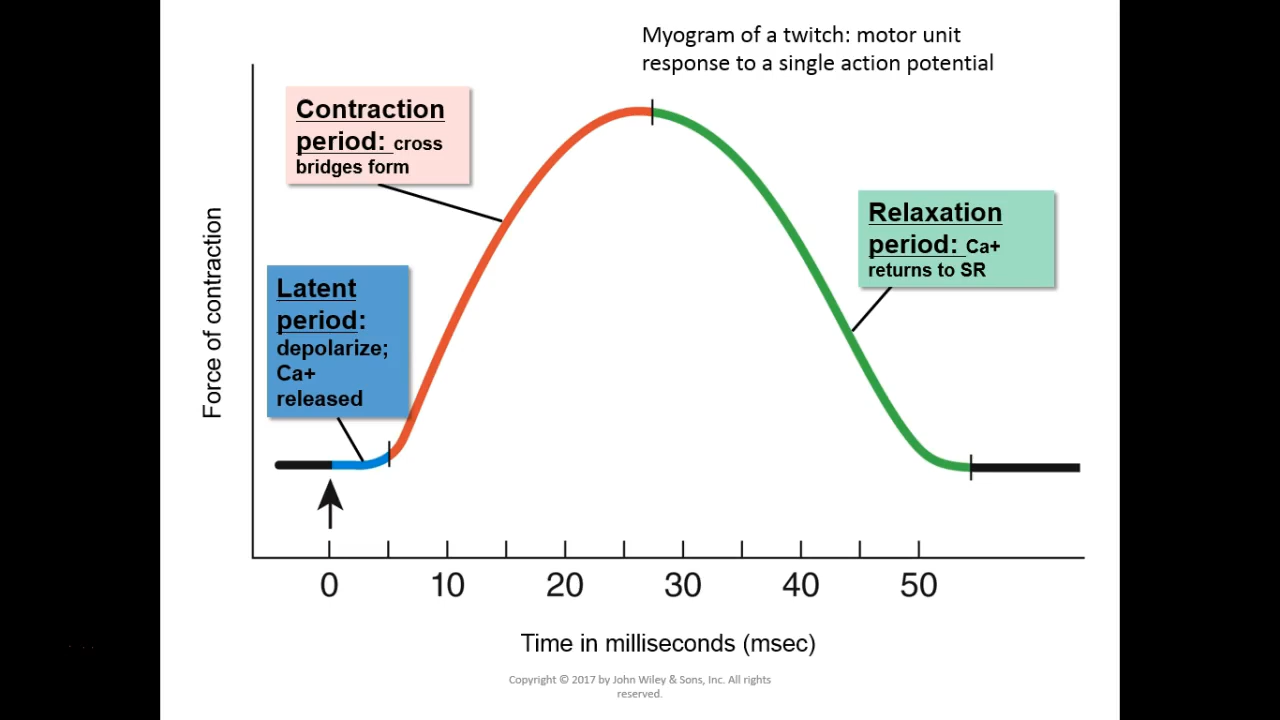 Myogram of a twitch: motor unit
response to a single action potential
Contraction
period: cross
bridges form
Relaxation
period: Ca+
returns to SR
Latent
period:
depolarize;
Ca+
released
Force of contraction
0 10 20 30 40 50
Time in milliseconds (msec)
Copyright © 2017 by John Wiley & Sons, Inc. All rights
reserved.